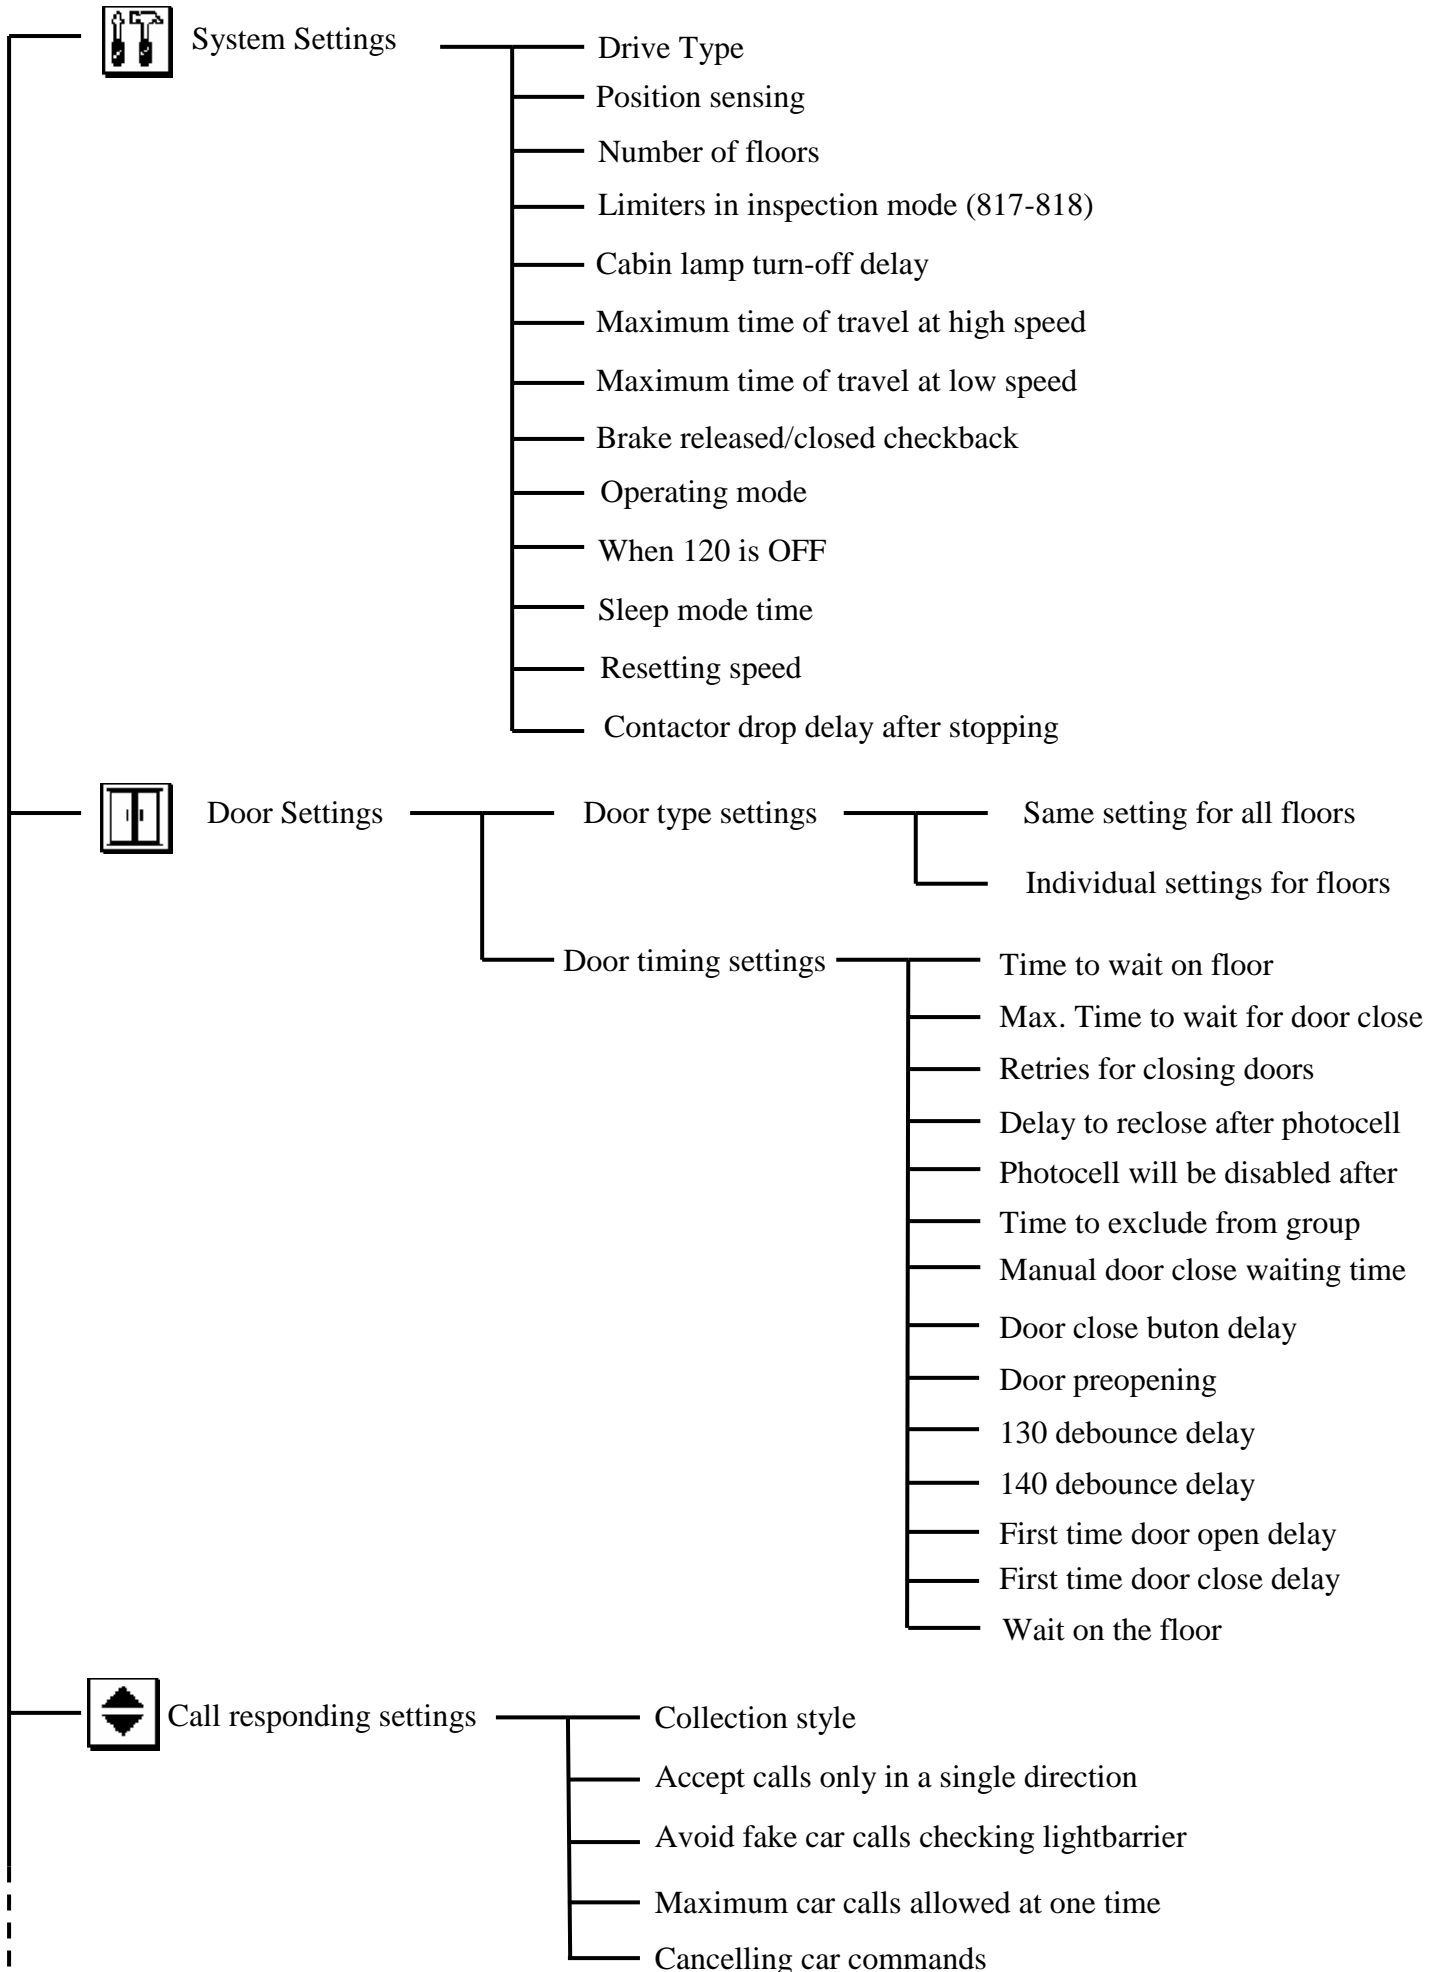 System Settings
Drive Type
Position sensing
Number of floors
Limiters in inspection mode (817-818)
Cabin lamp turn-off delay
Maximum time of travel at high speed
Maximum time of travel at low speed
Brake released/closed checkback
Operating mode
When 120 is OFF
Sleep mode time
Resetting speed
Contactor drop delay after stopping
Door Settings
Door type settings
Same setting for all floors
Individual settings for floors
Door timing settings
Time to wait on floor
Max. Time to wait for door close
Retries for closing doors
Delay to reclose after photocell
Photocell will be disabled after
Time to exclude from group
Manual door close waiting time
Door close buton delay
Door preopening
130 debounce delay
140 debounce delay
First time door open delay
First time door close delay
Wait on the floor
Call responding settings
Collection style
Accept calls only in a single direction
Avoid fake car calls checking lightbarrier
Maximum car calls allowed at one time
Cancelling car commands